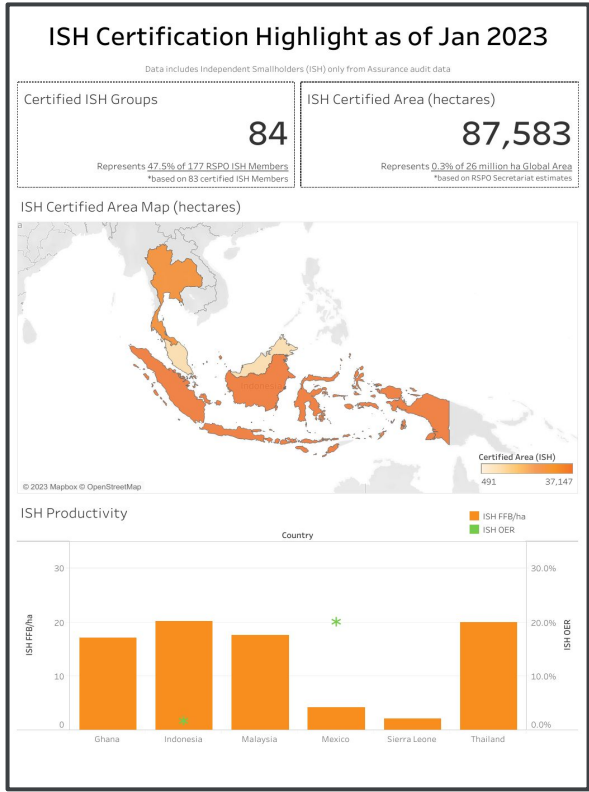 ISH Certification Highlight as of Jan 2023
Data includes Independent Smallholders (ISH) only from Assurance audit data
Certified ISH Groups
84
Represents 47.5% of 177 RSPO ISH Members
*based on 83 certified ISH Members
ISH Certified Area (hectares)
87,583
Represents 0.3% of 26 million ha Global Area
*based on RSPO Secretariat estimates
ISH Certified Area Map (hectares)
a
Indonesia
Certified Area (ISH)
491 37,147
© 2023 Mapbox © OpenStreetMap
ISH Productivity
ISH FFB/ha
ISH OER
Country
30
20
10
0
ISH FFB/ha
30.0%
20.0%
10.0%
0.0%
ISH OER
Ghana Indonesia Malaysia Mexico Sierra Leone Thailand